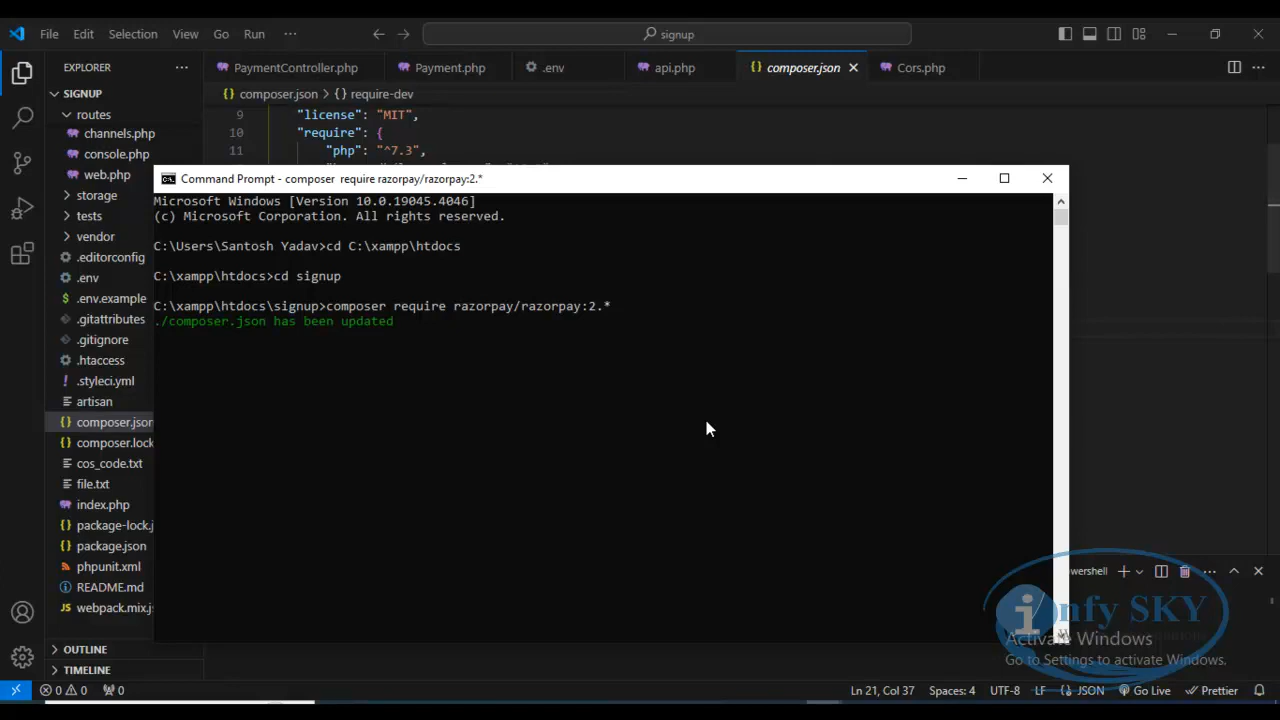 File Edit Selection View Go Run ··· signup
EXPLORER ···
PaymentController.php Payment.php .env api.php composer.json Cors.php ···
SIGNUP
composer.json > {} require-dev
routes
channels.php
console.php
web.php
storage
tests
vendor
.editorconfig
.env
.env.example
.gitattributes
.gitignore
.htaccess
.styleci.yml
artisan
composer.json
composer.lock
cos_code.txt
file.txt
index.php
package-lock.j
package.json
phpunit.xml
README.md
webpack.mix.js
OUTLINE
TIMELINE
9 "license": "MIT",
10 "require": {
11 "php": "^7.3",
Command Prompt - composer require razorpay/razorpay:2.*
Microsoft Windows [Version 10.0.19045.4046]
(c) Microsoft Corporation. All rights reserved.
C:\Users\Santosh Yadav>cd C:\xampp\htdocs
C:\xampp\htdocs>cd signup
C:\xampp\htdocs\signup>composer require razorpay/razorpay:2.*
./composer.json has been updated
owershell
infy SKY
Activate Windows
Go to Settings to activate Windows.
0 0 0 Ln 21, Col 37 Spaces: 4 UTF-8 LF {} JSON Go Live Prettier